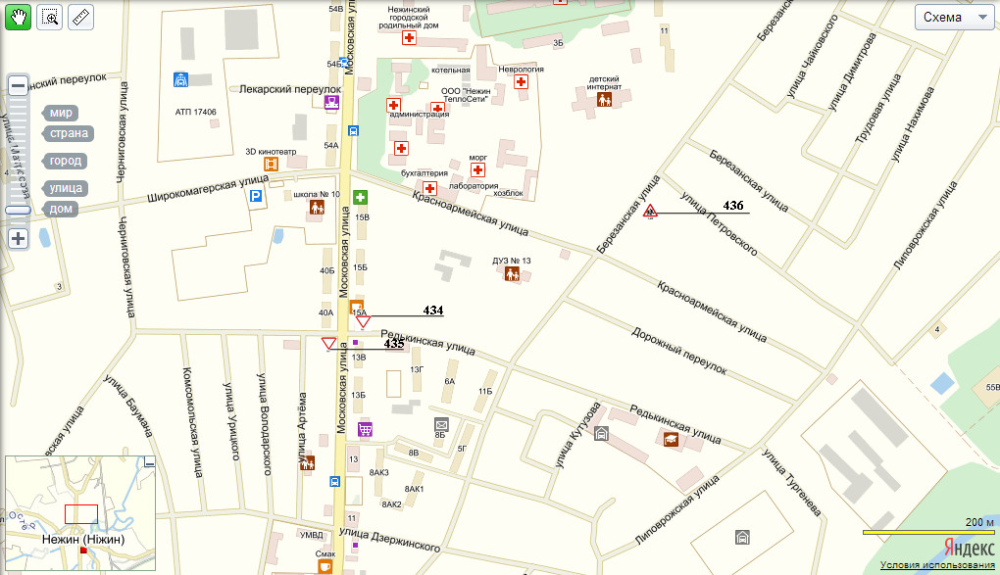 Схема
мир
страна
город
улица
дом
Нежинский
городской
родильный дом
54В
Московская улица
3Б
11
Березанская улица
улица Чайковского
улица Димитрова
Трудовая улица
улица Нахимова
54Б
котельная
Неврология
детский
интернат
Черниговская улица
Лекарский переулок
АТП 17406
ООО "Нежин
ТеплоСети"
администрация
54А
3D кинотеатр
морг
бухгалтерия
лаборатория
хозблок
Широкомагерская улица
школа № 10
15В
Красноармейская улица
Березанская улица
Березанская улица
улица Петровского
436
Липоврожская улица
Черниговская улица
Московская улица
40Б
15Б
ДУЗ № 13
3
40А
15А
434
Красноармейская улица
435
Редькинская улица
Дорожный переулок
4
13В
Московская улица
13Г
6А
11Б
13Б
55В
улица Баумана
Комсомольская улица
улица Урицкого
улица Володарского
улица Артёма
8Б
5Г
8В
улица Кутузова
Редькинская улица
13
8АК3
8АК1
8АК2
улица Тургенева
Липоврожская улица
11
УМВД
улица Дзержинского
Смак
Нежин (Ніжин)
200 м
Яндекс
Условия использования